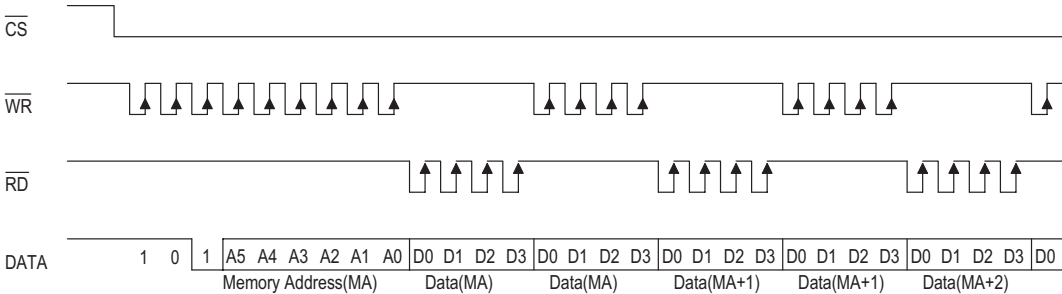 CS
WR
RD
DATA 1 0 1 A5 A4 A3 A2 A1 A0 D0 D1 D2 D3 D0 D1 D2 D3 D0 D1 D2 D3 D0 D1 D2 D3 D0 D1 D2 D3 D0
Memory Address(MA) Data(MA) Data(MA) Data(MA+1) Data(MA+1) Data(MA+2)